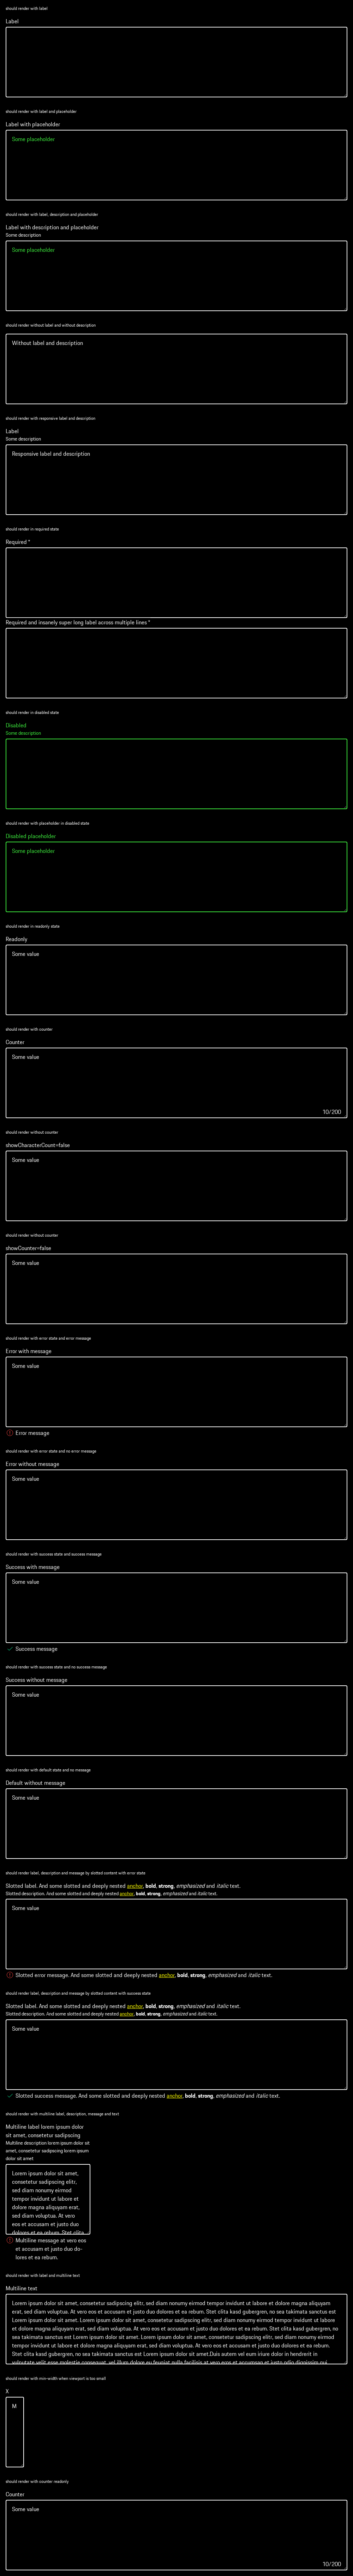 should render with label
Label
should render with label and placeholder
Label with placeholder
Some placeholder
should render with label, description and placeholder
Label with description and placeholder
Some description
Some placeholder
should render without label and without description
Without label and description
should render with responsive label and description
Label
Some description
Responsive label and description
should render in required state
Required *
Required and insanely super long label across multiple lines *
should render in disabled state
Disabled
Some description
should render with placeholder in disabled state
Disabled placeholder
Some placeholder
should render in readonly state
Readonly
Some value
should render with counter
Counter
Some value
10/200
should render without counter
showCharacterCount=false
Some value
should render without counter
showCounter=false
Some value
should render with error state and error message
Error with message
Some value
Error message
should render with error state and no error message
Error without message
Some value
should render with success state and success message
Success with message
Some value
Success message
should render with success state and no success message
Success without message
Some value
should render with default state and no message
Default without message
Some value
should render label, description and message by slotted content with error state
Slotted label. And some slotted and deeply nested anchor, bold, strong, emphasized and italic text.
Slotted description. And some slotted and deeply nested anchor, bold, strong, emphasized and italic text.
Some value
Slotted error message. And some slotted and deeply nested anchor, bold, strong, emphasized and italic text.
should render label, description and message by slotted content with success state
Slotted label. And some slotted and deeply nested anchor, bold, strong, emphasized and italic text.
Slotted description. And some slotted and deeply nested anchor, bold, strong, emphasized and italic text.
Some value
Slotted success message. And some slotted and deeply nested anchor, bold, strong, emphasized and italic text.
should render with multiline label, description, message and text
Multiline label lorem ipsum dolor
sit amet, consetetur sadipscing
Multiline description lorem ipsum dolor sit
amet, consetetur sadipscing lorem ipsum
dolor sit amet
Lorem ipsum dolor sit amet,
consetetur sadipscing elitr,
sed diam nonumy eirmod
tempor invidunt ut labore et
dolore magna aliquyam erat,
sed diam voluptua. At vero
eos et accusam et justo duo
dolores et ea rebum. Stet clita
Multiline message at vero eos
et accusam et justo duo do-
lores et ea rebum.
should render with label and multiline text
Multiline text
Lorem ipsum dolor sit amet, consetetur sadipscing elitr, sed diam nonumy eirmod tempor invidunt ut labore et dolore magna aliquyam
erat, sed diam voluptua. At vero eos et accusam et justo duo dolores et ea rebum. Stet clita kasd gubergren, no sea takimata sanctus est
Lorem ipsum dolor sit amet. Lorem ipsum dolor sit amet, consetetur sadipscing elitr, sed diam nonumy eirmod tempor invidunt ut labore
et dolore magna aliquyam erat, sed diam voluptua. At vero eos et accusam et justo duo dolores et ea rebum. Stet clita kasd gubergren, no
sea takimata sanctus est Lorem ipsum dolor sit amet. Lorem ipsum dolor sit amet, consetetur sadipscing elitr, sed diam nonumy eirmod
tempor invidunt ut labore et dolore magna aliquyam erat, sed diam voluptua. At vero eos et accusam et justo duo dolores et ea rebum.
Stet clita kasd gubergren, no sea takimata sanctus est Lorem ipsum dolor sit amet.Duis autem vel eum iriure dolor in hendrerit in
vulputate velit esse molestie consequat, vel illum dolore eu feugiat nulla facilisis at vero eros et accumsan et iusto odio dignissim qui
should render with min-width when viewport is too small
X
M
should render with counter readonly
Counter
Some value
10/200